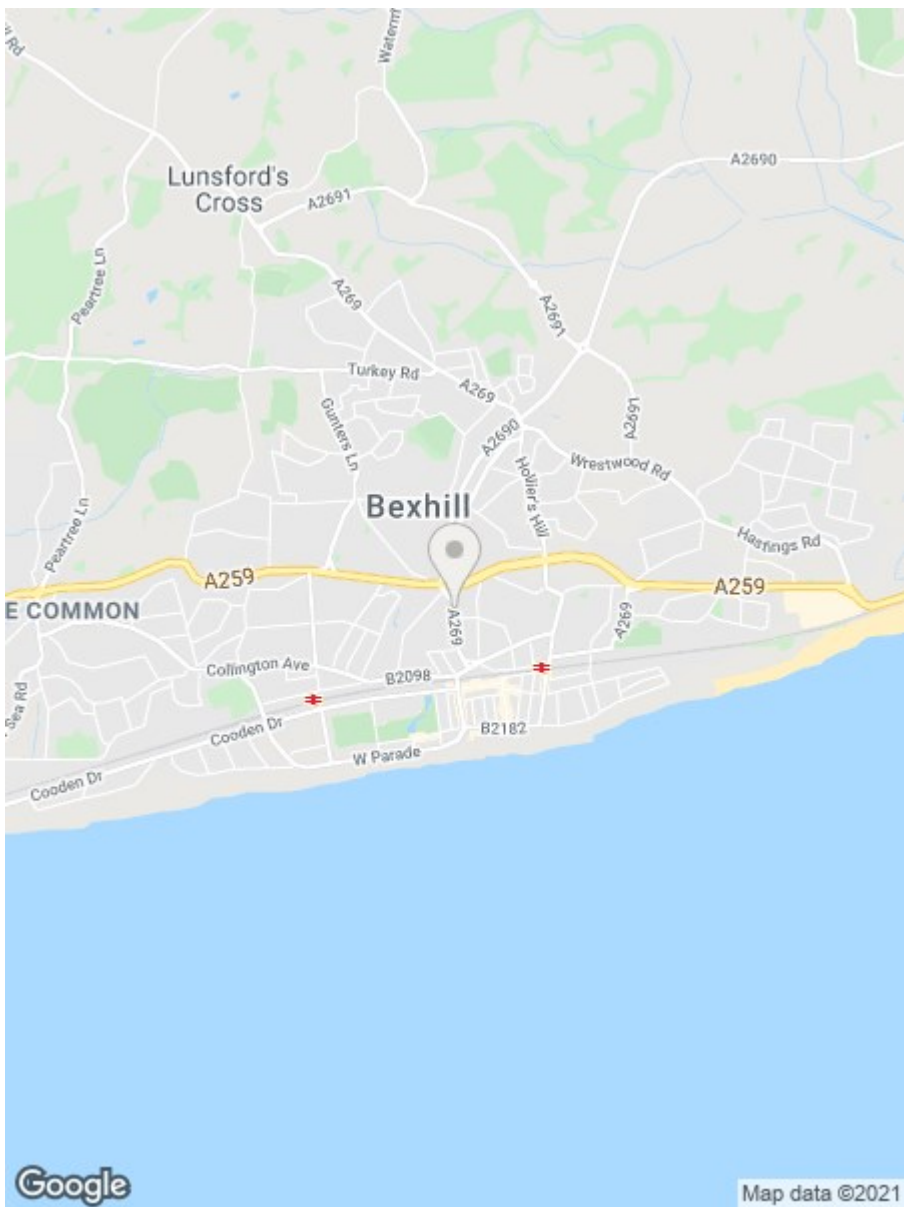 Waterm
y Rd
Lunsford's
Cross
A2691
A2690
Peartree Ln
A269
A2691
Turkey Rd
A269
Gunters Ln
A2691
A2690
Hollier's Hill
Wrestwood Rd
Bexhill
Peartree Ln
Hastings Rd
A259
A259
E COMMON
A269
A269
Collington Ave
B2098
Sea Rd
Cooden Dr
B2182
W Parade
Cooden Dr
Google
Map data ©2021